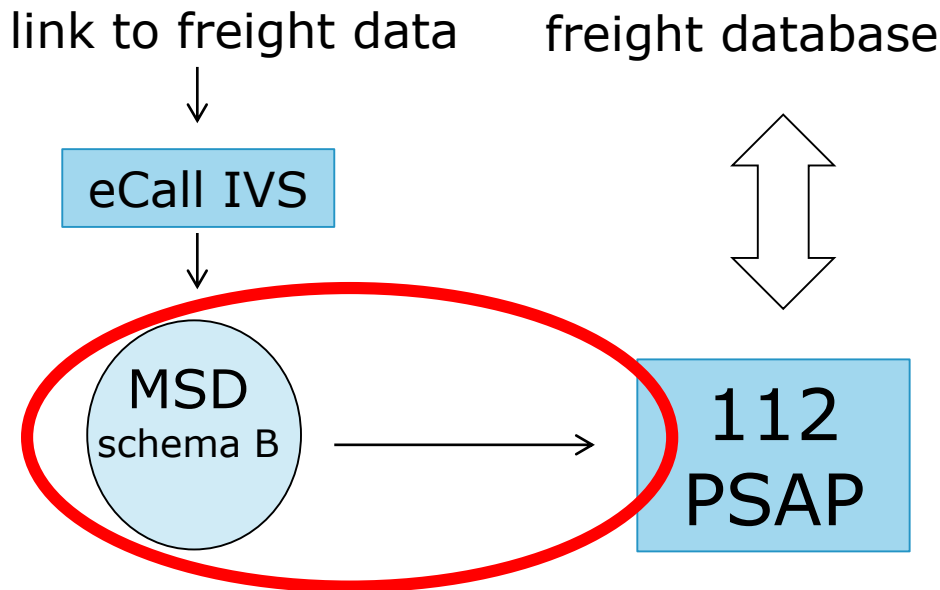 link to freight data
freight database
eCall IVS
MSD
schema B
112
PSAP